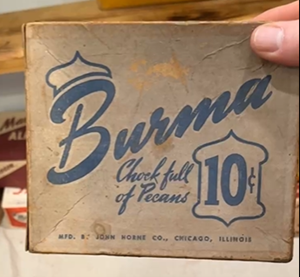 Burma
Chock full
of Pecans
10¢
MFD. BY JOHN HORNE CO., CHICAGO, ILLINOIS